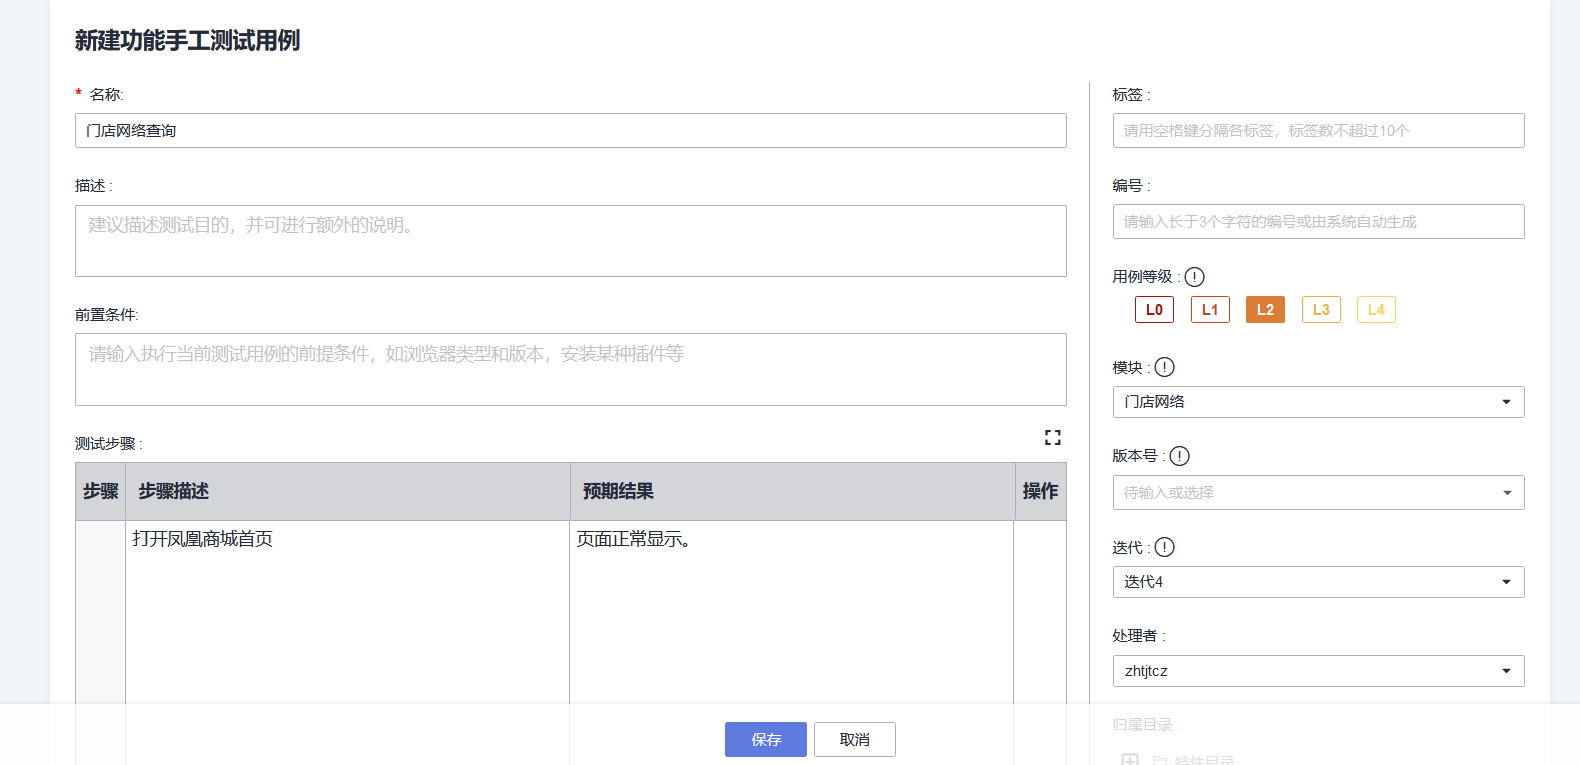 新建功能手工测试用例
* 名称:
门店网络查询
描述 :
建议描述测试目的，并可进行额外的说明。
前置条件:
请输入执行当前测试用例的前提条件，如浏览器类型和版本，安装某种插件等
测试步骤 :
步骤 步骤描述 预期结果 操作
打开凤凰商城首页 页面正常显示。
标签 :
请用空格键分隔各标签，标签数不超过10个
编号 :
请输入长于3个字符的编号或由系统自动生成
用例等级 :
L0 L1 L2 L3 L4
模块 :
门店网络
版本号 :
待输入或选择
迭代 :
迭代4
处理者 :
zhtjtcz
归属目录 :
特性目录
保存 取消